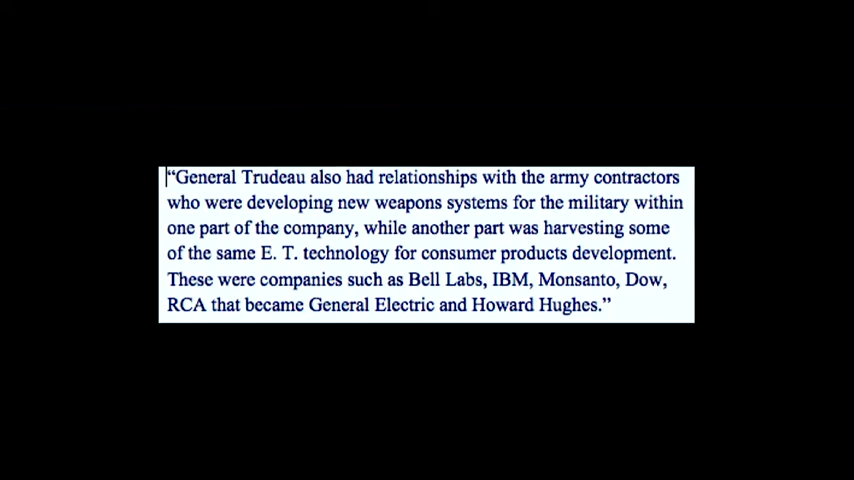 “General Trudeau also had relationships with the army contractors
who were developing new weapons systems for the military within
one part of the company, while another part was harvesting some
of the same E. T. technology for consumer products development.
These were companies such as Bell Labs, IBM, Monsanto, Dow,
RCA that became General Electric and Howard Hughes.”